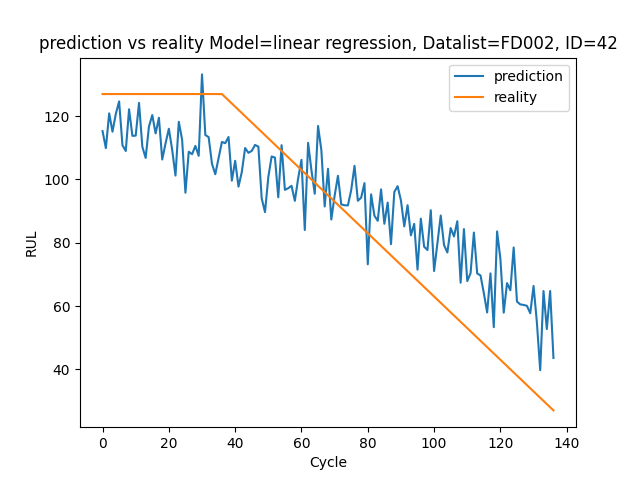 prediction vs reality Model=linear regression, Datalist=FD002, ID=42
prediction
reality
RUL
120
100
80
60
40
0 20 40 60 80 100 120 140
Cycle